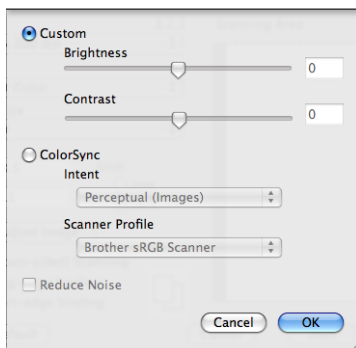 Custom
Brightness
0
Contrast
0
ColorSync
Intent
Perceptual (Images)
Scanner Profile
Brother sRGB Scanner
Reduce Noise
Cancel OK